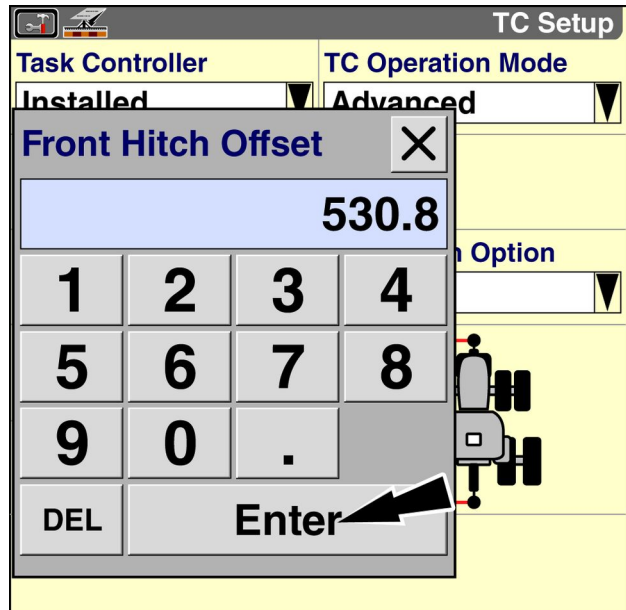 TC Setup
Task Controller
TC Operation Mode
Installed
Advanced
Front Hitch Offset
530.8
Option
1 2 3 4
5 6 7 8
9 0 .
DEL Enter